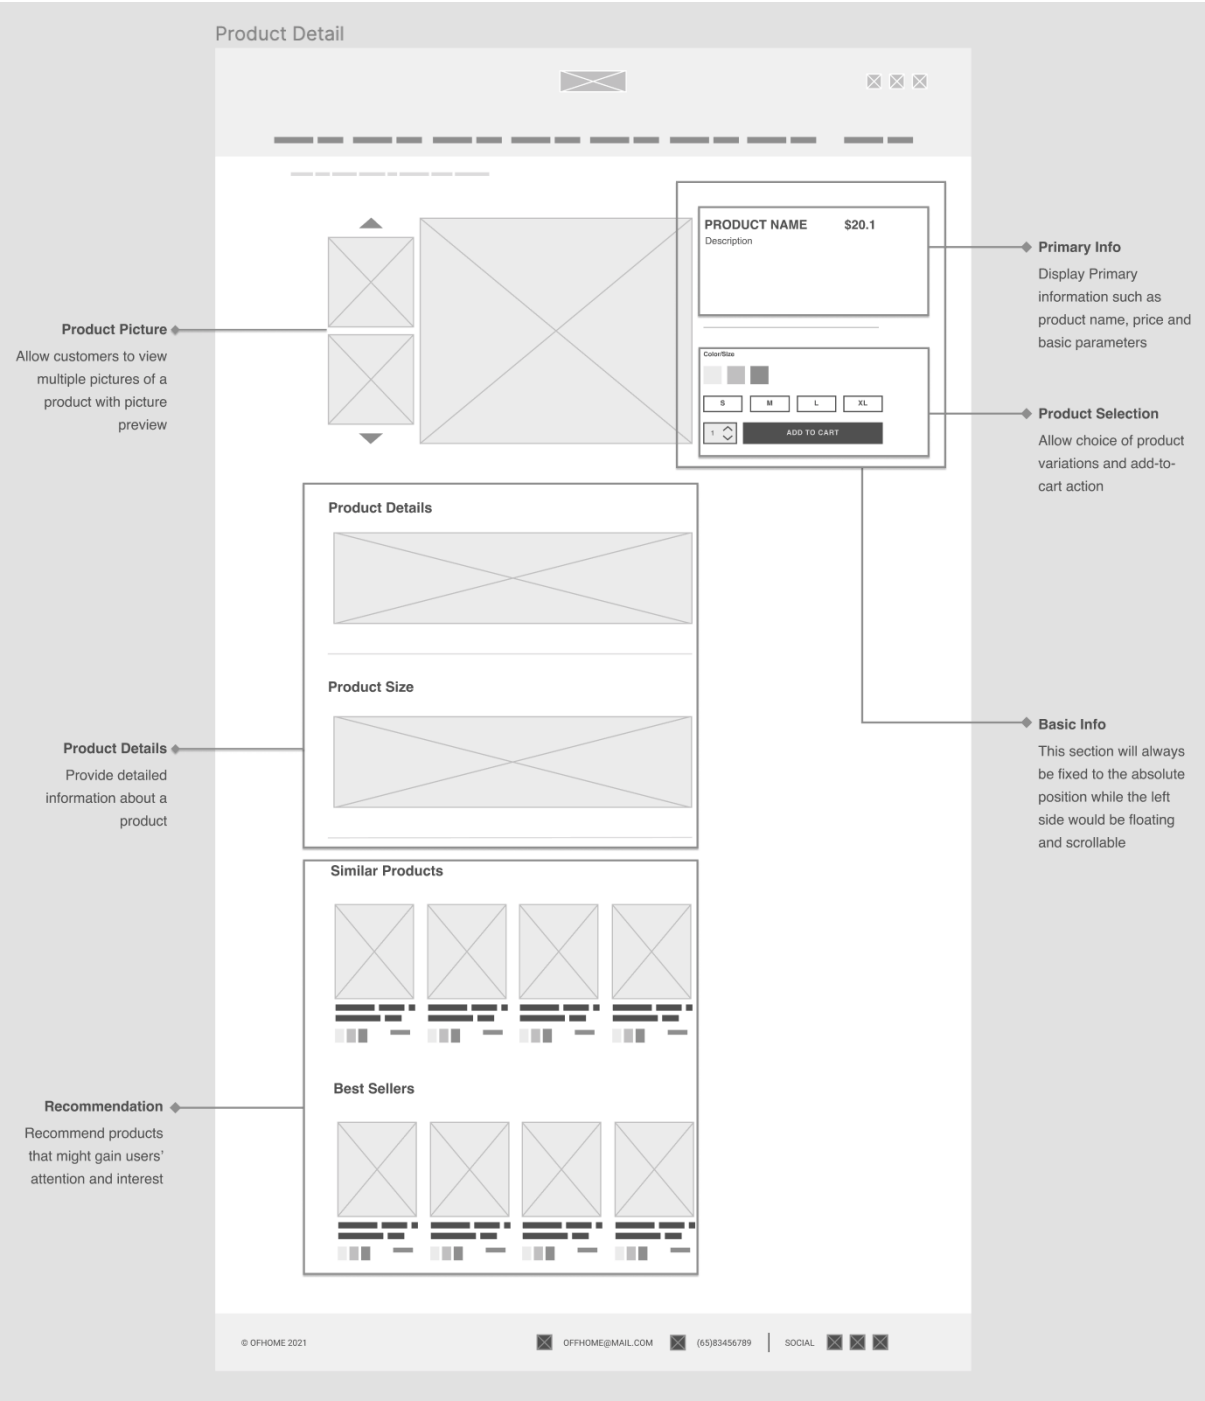 Product Detail
PRODUCT NAME $20.1
Description
Color/Size
S M L XL
1 ADD TO CART
Primary Info
Display Primary
information such as
product name, price and
basic parameters
Product Picture
Allow customers to view
multiple pictures of a
product with picture
preview
Product Selection
Allow choice of product
variations and add-to-
cart action
Product Details
Product Size
Basic Info
This section will always
be fixed to the absolute
position while the left
side would be floating
and scrollable
Product Details
Provide detailed
information about a
product
Similar Products
Best Sellers
Recommendation
Recommend products
that might gain users’
attention and interest
© OFHOME 2021 OFFHOME@MAIL.COM (65)83456789 SOCIAL